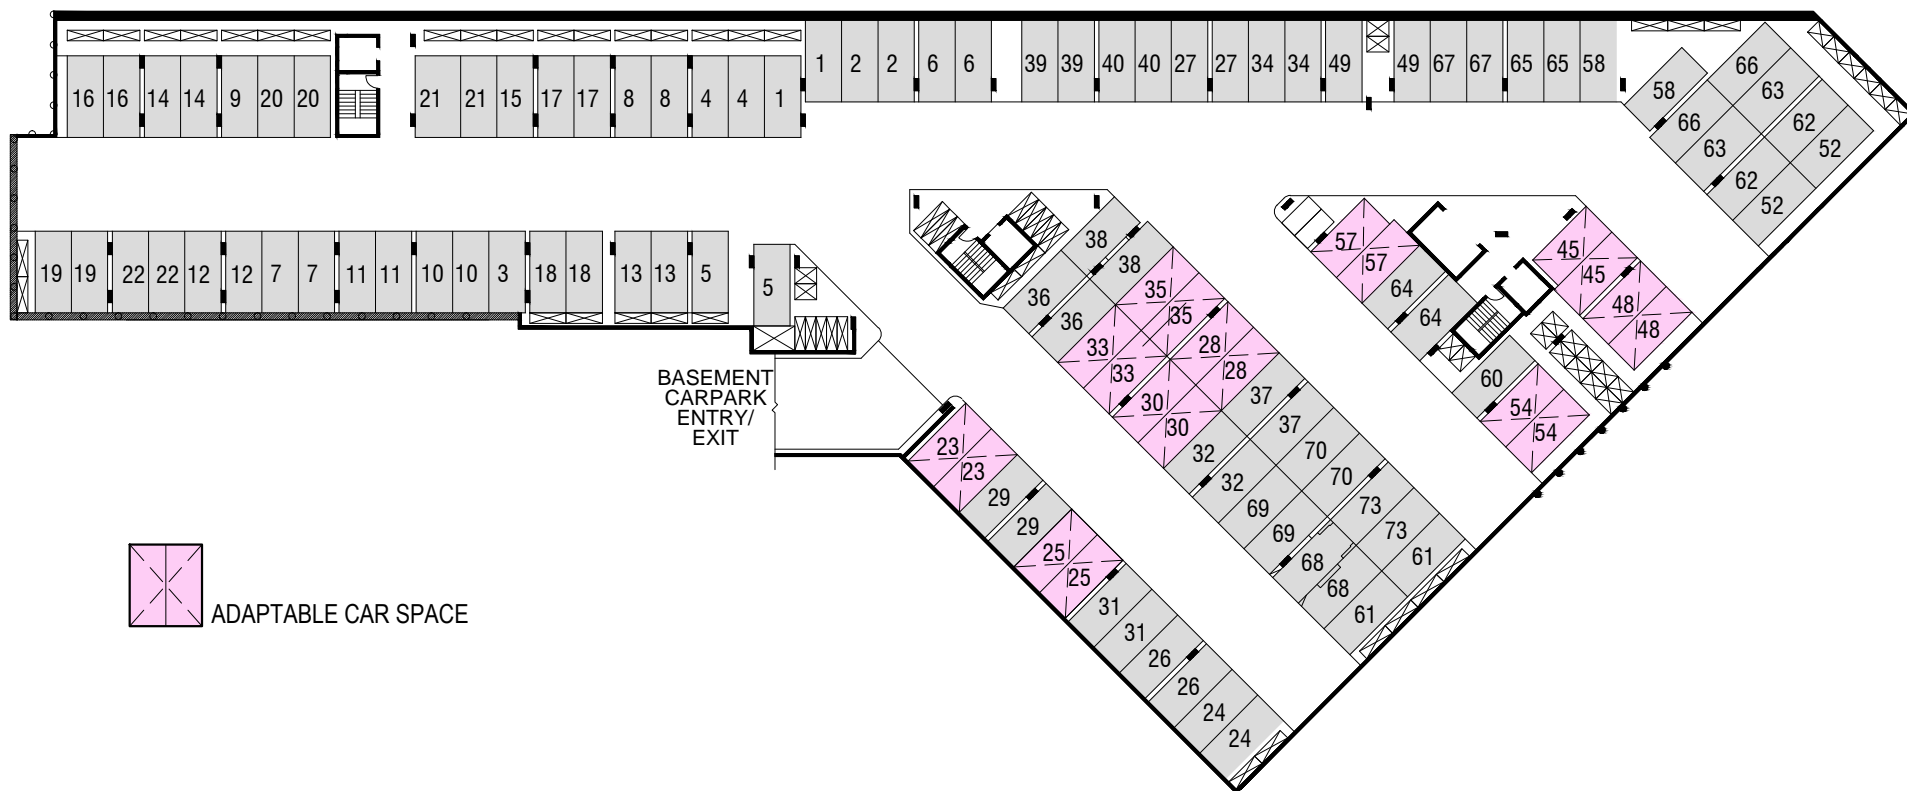 1 2 2 6 6 39 39 40 40 27 27 34 34 49 49 67 67 65 65 58
16 16 14 14 9 20 20 21 21 15 17 17 8 8 4 4 1
58 66 63 62 52
66 63 62 52
19 19 22 22 12 12 7 7 11 11 10 10 3 18 18 13 13 5 5
38 38 35 35 28 28 37 37 70 70 73 73 61
36 36 33 33 30 30 32 32 69 69 68 68 61
57 57 64 64 60 54 54
45 45 48 48
BASEMENT
CARPARK
ENTRY/
EXIT
23 23 29 29 25 25 31 31 26 26 24 24
ADAPTABLE CAR SPACE